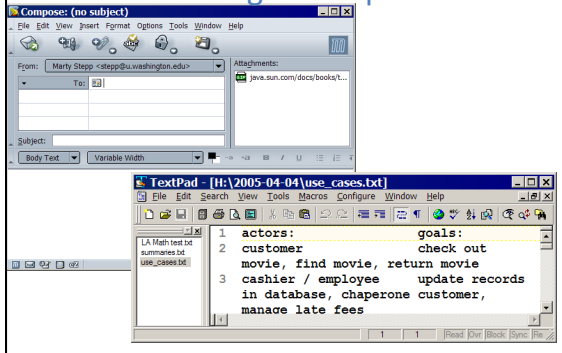 Compose: (no subject)
File Edit View Insert Format Options Tools Window Help
From: Marty Stepp <stepp@u.washington.edu>
Attachments:
To:
java.sun.com/docs/books/t...
Subject:
Body Text Variable Width
TextPad - [H:\2005-04-04\use_cases.txt]
File Edit Search View Tools Macros Configure Window Help
LA Math test.txt
summaries.txt
use_cases.txt
1 actors: goals:
2 customer check out
movie, find movie, return movie
3 cashier / employee update records
in database, chaperone customer,
manage late fees
1 1 Read Ovr Block Sync Re